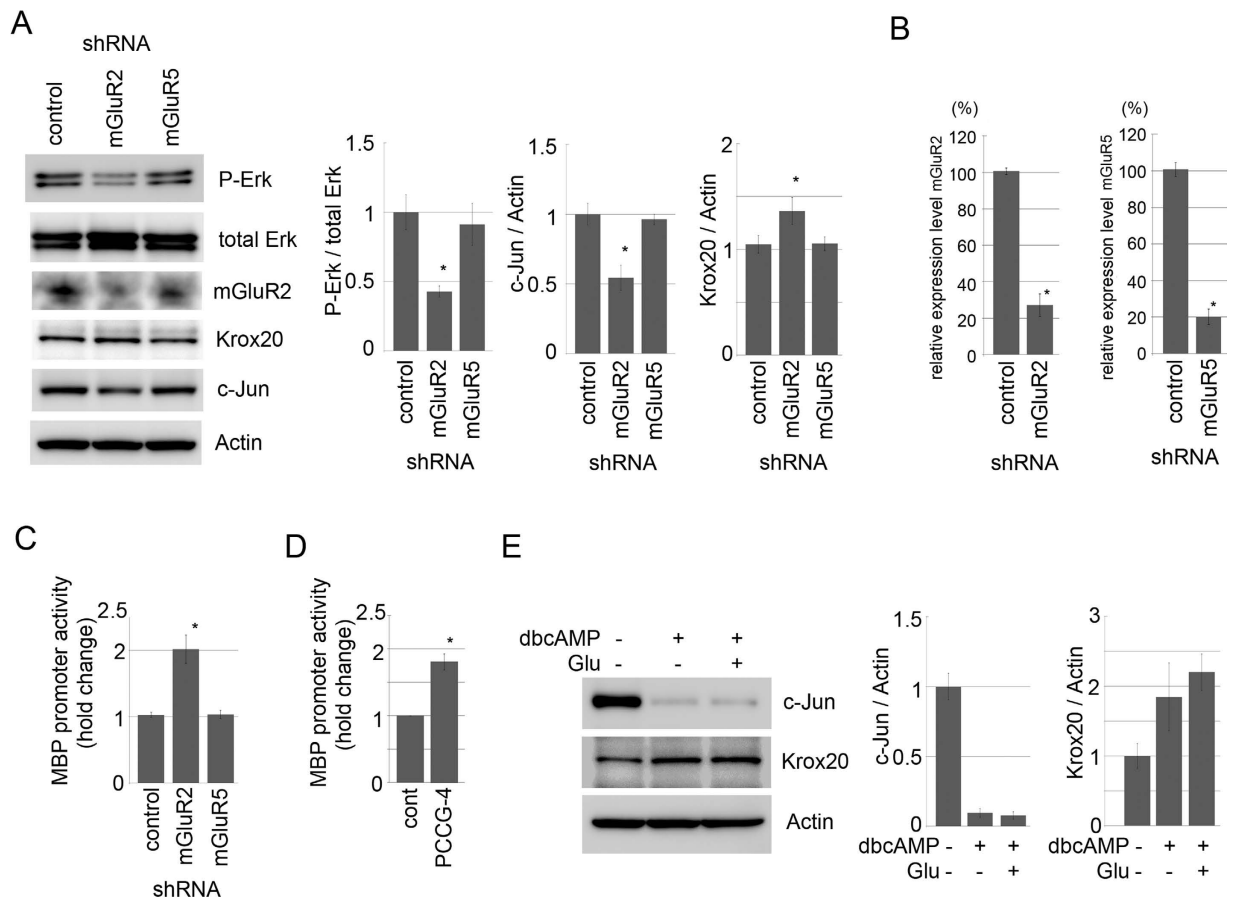 A
shRNA
control
mGluR2
mGluR5
P-Erk
total Erk
mGluR2
Krox20
c-Jun
Actin
P-Erk / total Erk
1.5
1
0.5
0
control
mGluR2
mGluR5
shRNA
c-Jun / Actin
1.5
1
0.5
0
control
mGluR2
mGluR5
shRNA
Krox20 / Actin
2
1
0
control
mGluR2
mGluR5
shRNA
*
*
*
B
(%)
relative expression level mGluR2
120
100
80
60
40
20
0
*
control
mGluR2
shRNA
(%)
relative expression level mGluR5
120
100
80
60
40
20
0
*
control
mGluR5
shRNA
C
MBP promoter activity
(hold change)
2.5
2
1
0
*
control
mGluR2
mGluR5
shRNA
D
MBP promoter activity
(hold change)
2.5
2
1
0
*
cont
PCCG-4
E
dbcAMP - + +
Glu - - +
c-Jun
Krox20
Actin
c-Jun / Actin
1.5
1
0.5
0
dbcAMP - + +
Glu - - +
Krox20 / Actin
3
2
1
0
dbcAMP - + +
Glu - - +